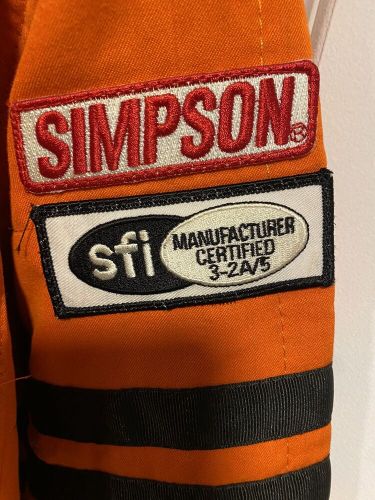 SIMPSON®
sfi
MANUFACTURER
CERTIFIED
3-2A/5